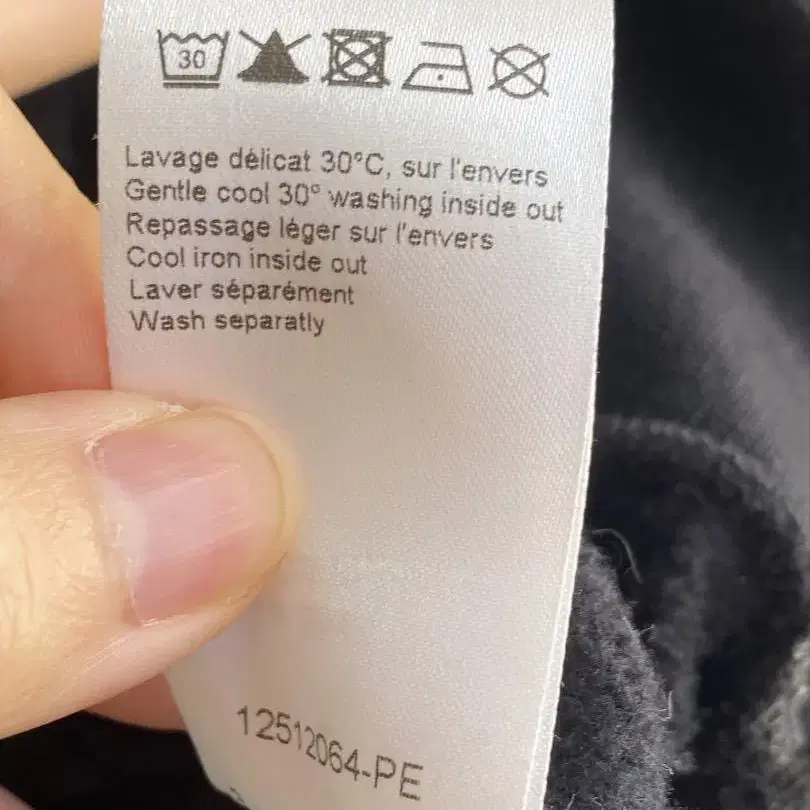 30
Lavage délicat 30°C, sur l'envers
Gentle cool 30° washing inside out
Repassage léger sur l'envers
Cool iron inside out
Laver séparément
Wash separatly
12512064-PE